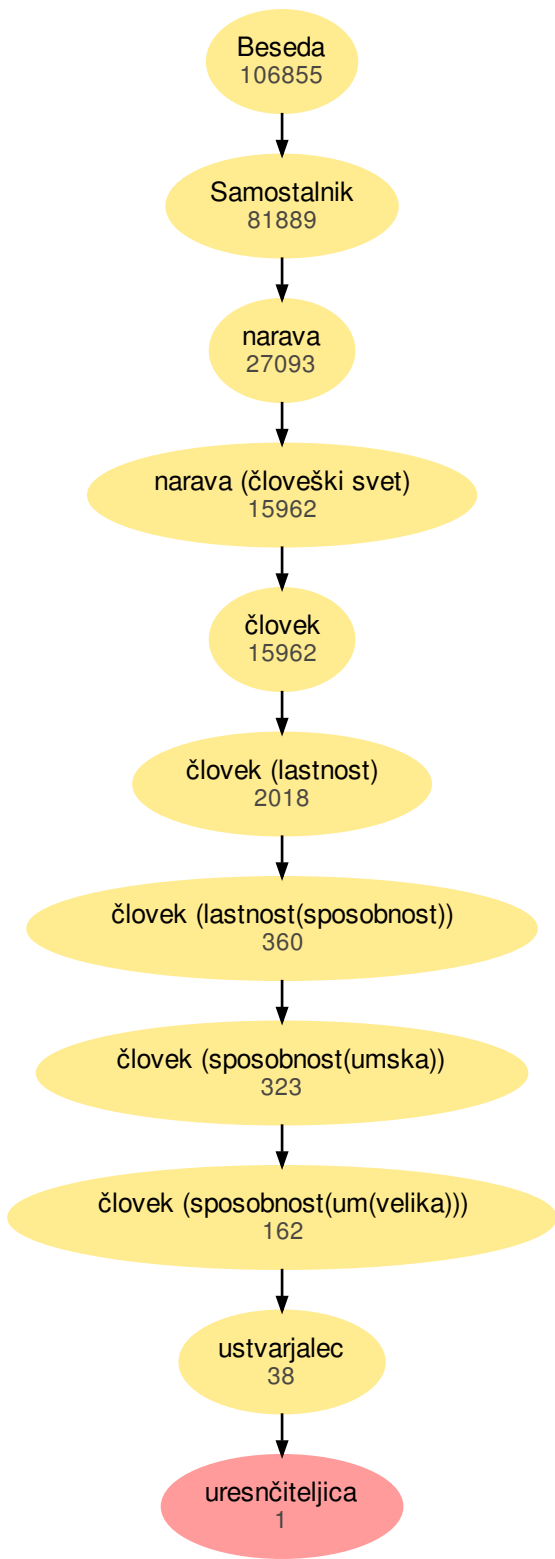 Beseda
106855
Samostalnik
81889
narava
27093
narava (človeški svet)
15962
človek
15962
človek (lastnost)
2018
človek (lastnost(sposobnost))
360
človek (sposobnost(umska))
323
človek (sposobnost(um(velika)))
162
ustvarjalec
38
uresnčiteljica
1